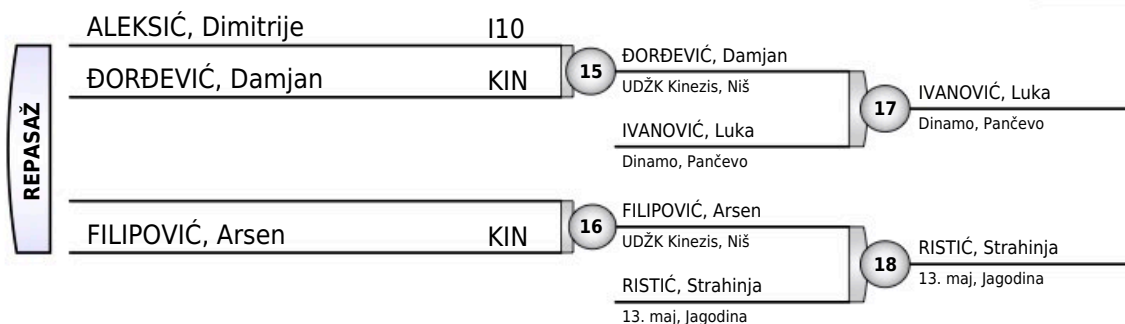 ALEKSIĆ, Dimitrije I10
ĐORĐEVIĆ, Damjan KIN
REPASAŽ
15
ĐORĐEVIĆ, Damjan
UDŽK Kinezis, Niš
IVANOVIĆ, Luka
Dinamo, Pančevo
17
IVANOVIĆ, Luka
Dinamo, Pančevo
FILIPOVIĆ, Arsen KIN
16
FILIPOVIĆ, Arsen
UDŽK Kinezis, Niš
RISTIĆ, Strahinja
13. maj, Jagodina
18
RISTIĆ, Strahinja
13. maj, Jagodina